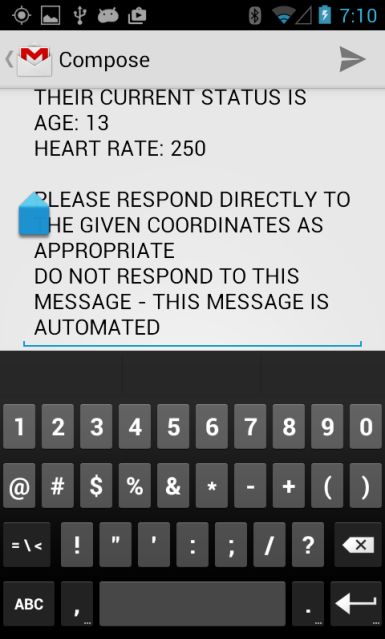 7:10
Compose
THEIR CURRENT STATUS IS
AGE: 13
HEART RATE: 250
PLEASE RESPOND DIRECTLY TO
THE GIVEN COORDINATES AS
APPROPRIATE
DO NOT RESPOND TO THIS
MESSAGE - THIS MESSAGE IS
AUTOMATED
1 2 3 4 5 6 7 8 9 0
@ # $ % & * - + ( )
= \ < ! " ' : ; / ?
ABC , ... . ... ...